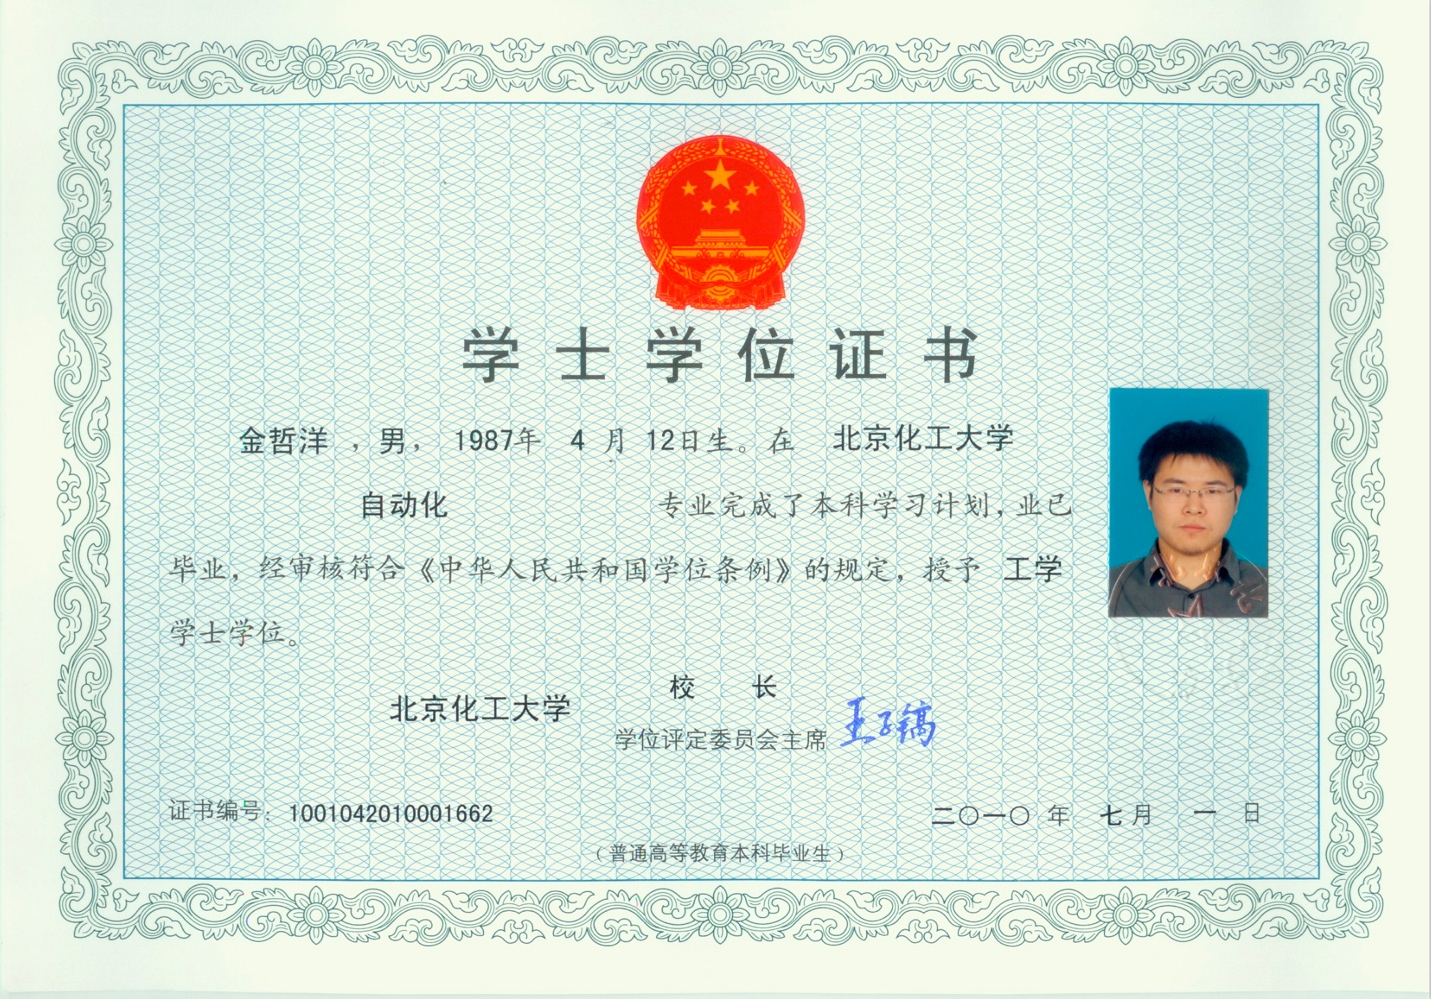 学士学位证书
金哲洋 ，男， 1987年 4 月 12日生。在 北京化工大学
自动化 专业完成了本科学习计划，业已
毕业，经审核符合《中华人民共和国学位条例》的规定，授予 工学
学士学位。
校 长
北京化工大学
学位评定委员会主席 王子镐
证书编号：1001042010001662
二〇一〇 年 七 月 一 日
（普通高等教育本科毕业生）